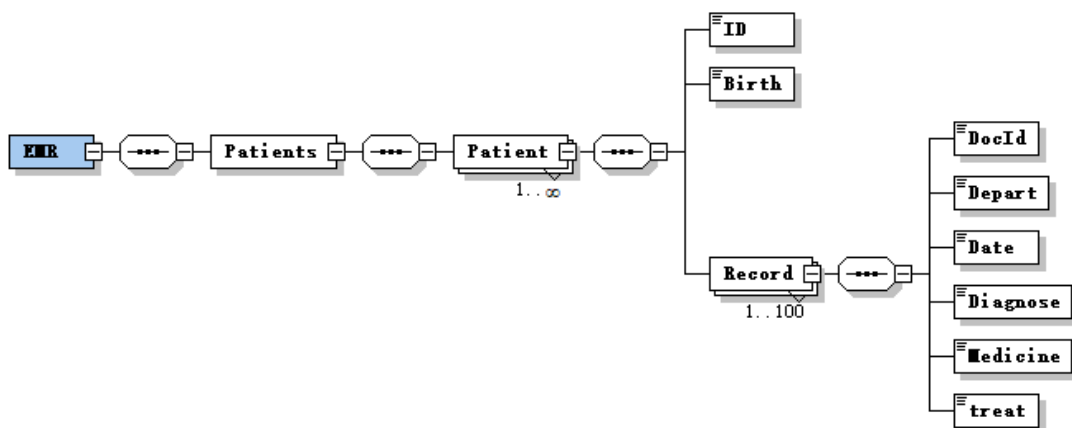 EMR
Patients
Patient
1..∞
ID
Birth
Record
1..100
DocId
Depart
Date
Diagnose
Medicine
treat